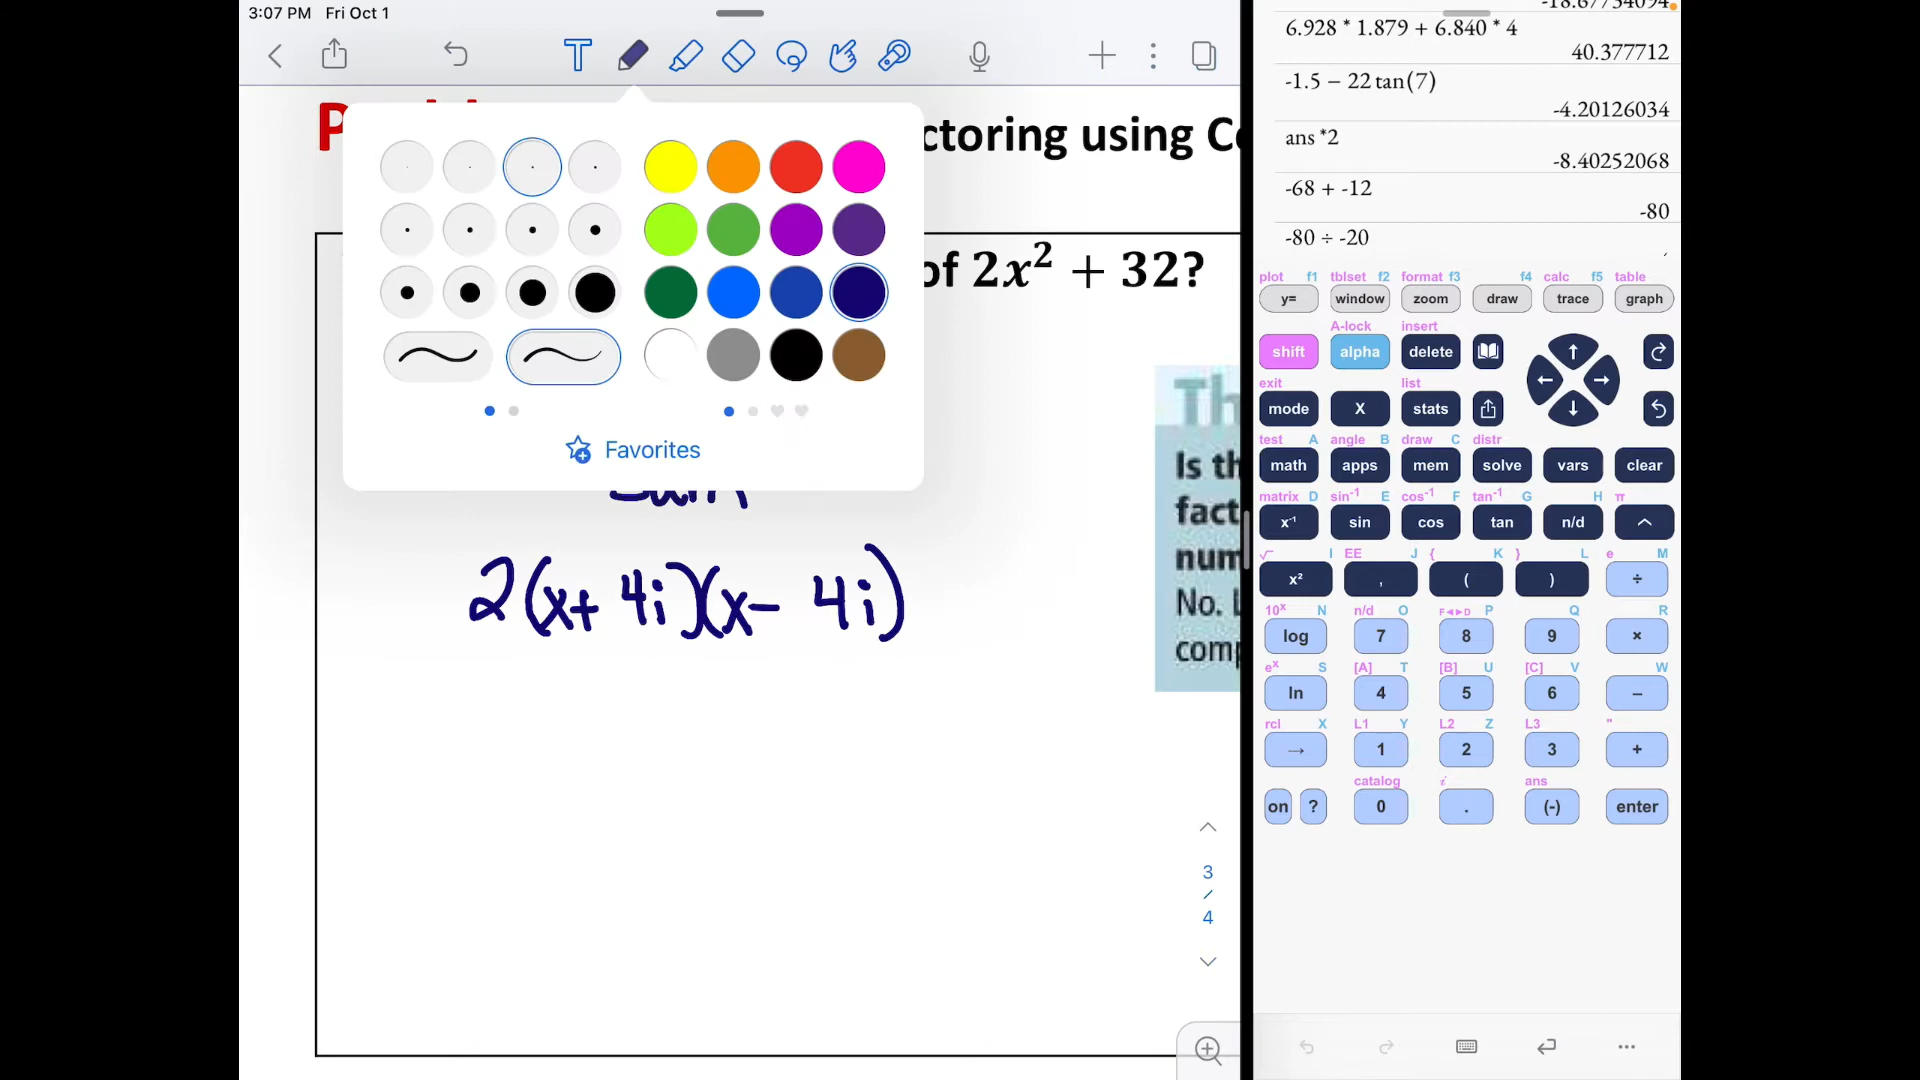 3:07 PM Fri Oct 1
ctoring using Co
of 2x² + 32?
Favorites
Sum
2(x+ 4i)(x- 4i)
Th
Is th
fact
num
No. I
comp
3
/
4
-18.67734094
6.928 * 1.879 + 6.840 * 4
40.377712
-1.5 − 22 tan(7)
-4.20126034
ans *2
-8.40252068
-68 + -12
-80
-80 ÷ -20
plot f1 tblset f2 format f3 f4 calc f5 table
y= window zoom draw trace graph
A-lock insert
shift alpha delete
exit list
mode X stats
test A angle B draw C distr
math apps mem solve vars clear
matrix D sin⁻¹ E cos⁻¹ F tan⁻¹ G H π
x⁻¹ sin cos tan n/d ^
√‾ I EE J { K } L e M
x² , ( ) ÷
10ˣ N n/d O F◄►D P Q R
log 7 8 9 ×
eˣ S [A] T [B] U [C] V W
ln 4 5 6 −
rcl X L1 Y L2 Z L3 "
→ 1 2 3 +
catalog i ans
on ? 0 . (-) enter